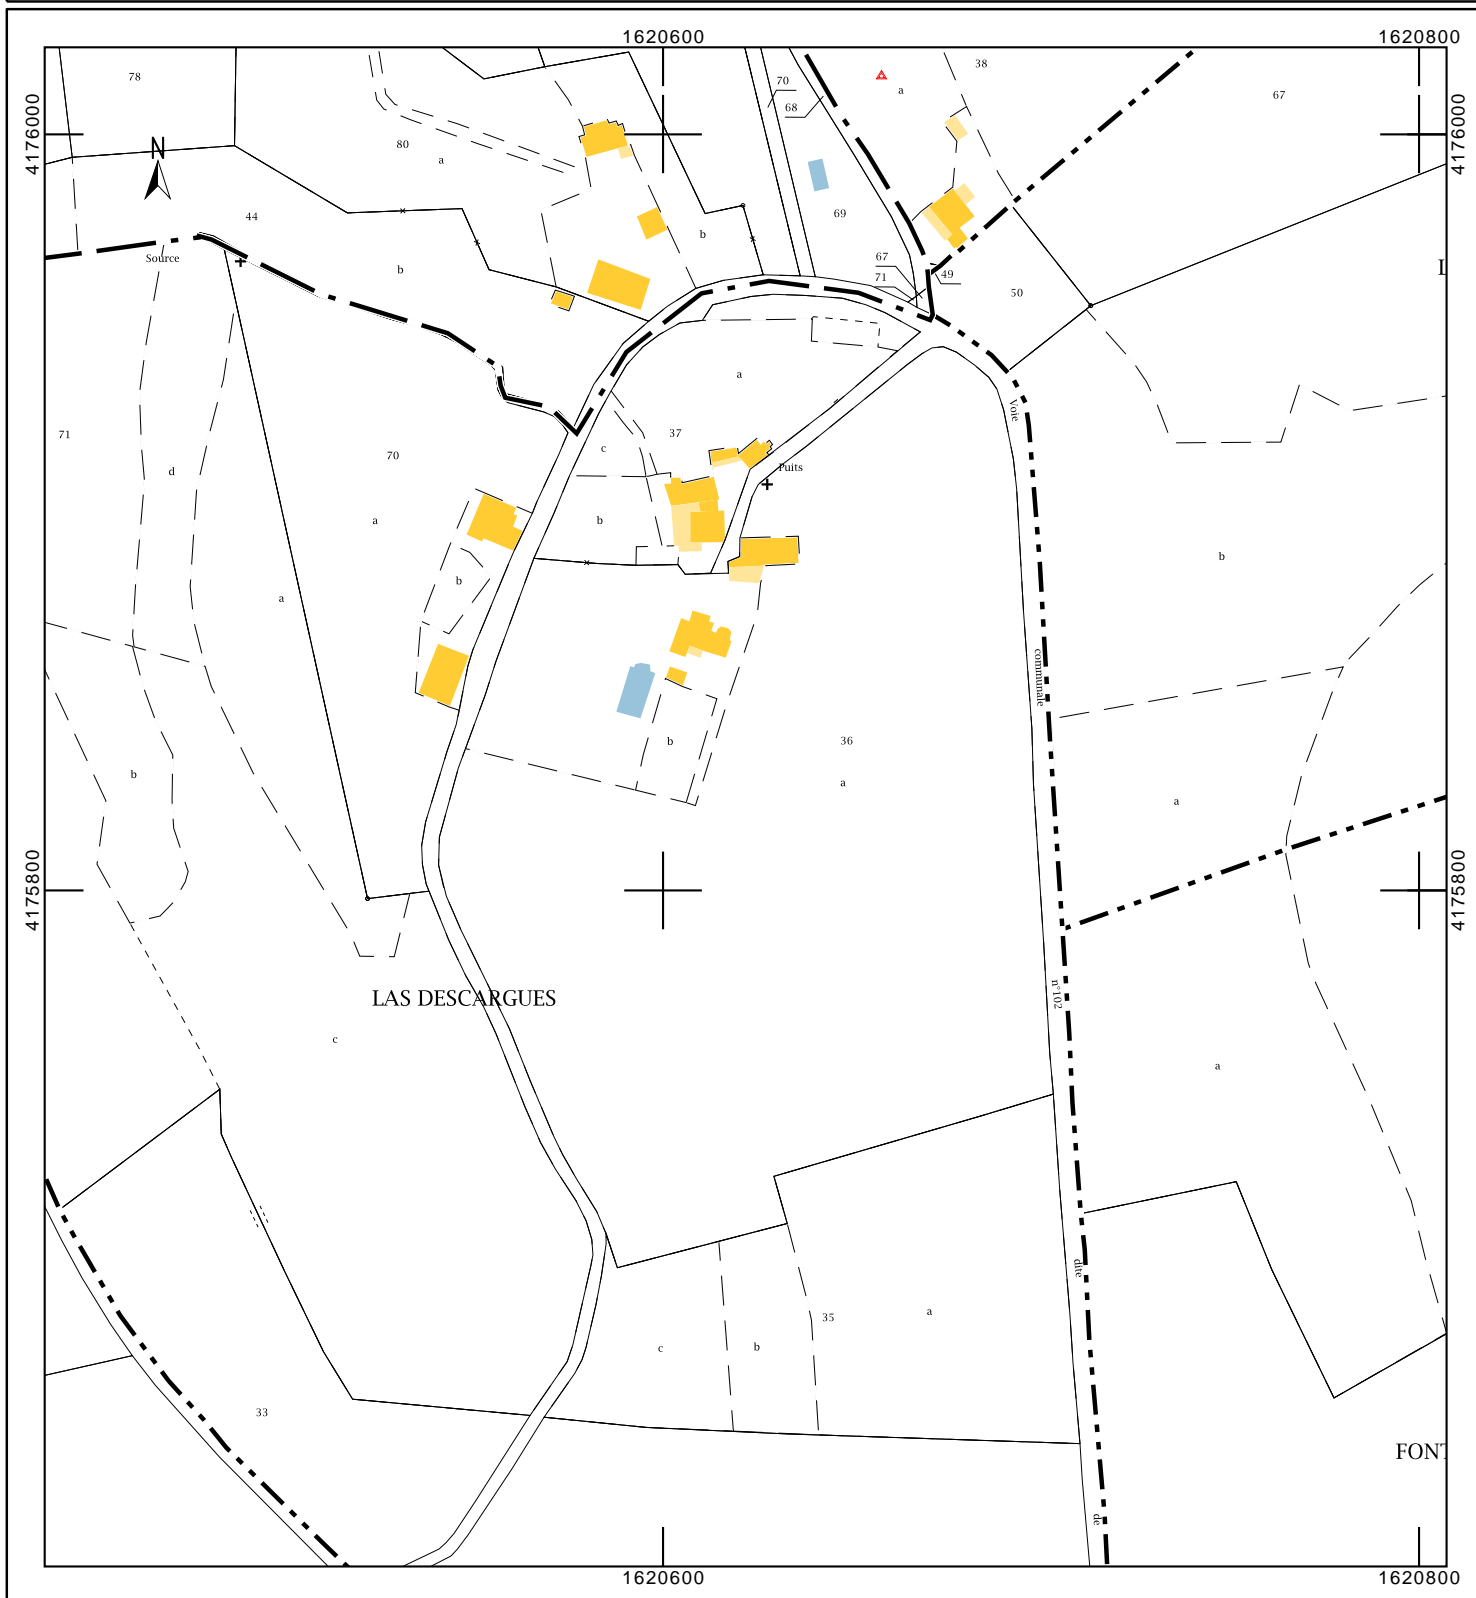 1620600
1620800
4176000
4176000
78
N
80
a
44
Source
b
b
70
68
69
a
38
67
67
71
49
50
71
d
70
a
a
b
a
37
c
b
Puits
Voie
communale
n°102
dite
de
b
36
a
b
a
a
b
4175800
4175800
LAS DESCARGUES
c
33
c
b
35
a
FONT
1620600
1620800